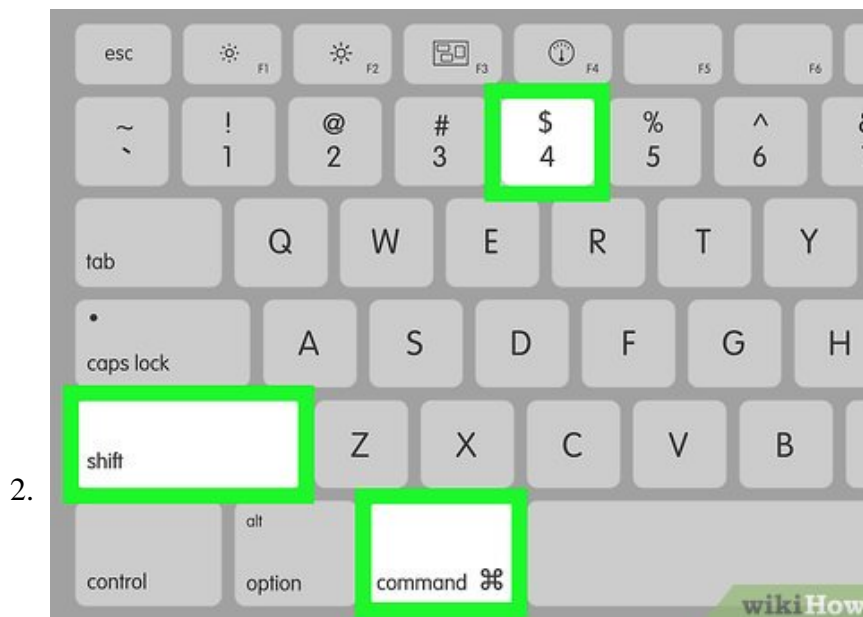 esc F1 F2 F3 F4 F5 F6
~ ! @ # $ % ^
` 1 2 3 4 5 6
tab Q W E R T Y
caps lock A S D F G H
shift Z X C V B
2.
alt
control option command ⌘
wikiHow